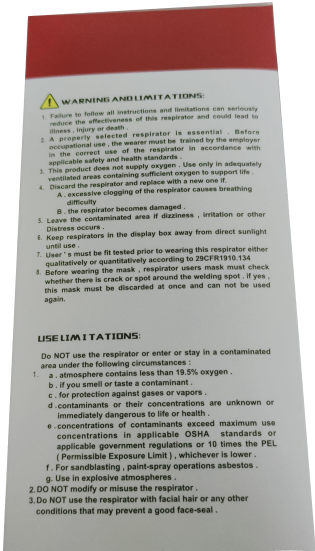 WARNING AND LIMITATIONS:
1. Failure to follow all instructions and limitations can seriously
reduce the effectiveness of this respirator and could lead to
illness , injury or death .
2. A properly selected respirator is essential . Before
occupational use , the wearer must be trained by the employer
in the correct use of the respirator in accordance with
applicable safety and health standards .
3. This product does not supply oxygen . Use only in adequately
ventilated areas containing sufficient oxygen to support life .
4. Discard the respirator and replace with a new one if.
A . excessive clogging of the respirator causes breathing
difficulty
B . the respirator becomes damaged .
5. Leave the contaminated area if dizziness , irritation or other
Distress occurs .
6. Keep respirators in the display box away from direct sunlight
until use .
7. User ' s must be fit tested prior to wearing this respirator either
qualitatively or quantitatively according to 29CFR1910.134
8. Before wearing the mask , respirator users mask must check
whether there is crack or spot around the welding spot . if yes ,
this mask must be discarded at once and can not be used
again.
USE LIMITATIONS:
Do NOT use the respirator or enter or stay in a contaminated
area under the following circumstances :
1. a . atmosphere contains less than 19.5% oxygen .
b . if you smell or taste a contaminant .
c . for protection against gases or vapors .
d . contaminants or their concentrations are unknown or
immediately dangerous to life or health .
e . concentrations of contaminants exceed maximum use
concentrations in applicable OSHA standards or
applicable government regulations or 10 times the PEL
( Permissible Exposure Limit ) , whichever is lower .
f . For sandblasting , paint-spray operations asbestos .
g. Use in explosive atmospheres .
2. DO NOT modify or misuse the respirator .
3. Do NOT use the respirator with facial hair or any other
conditions that may prevent a good face-seal .